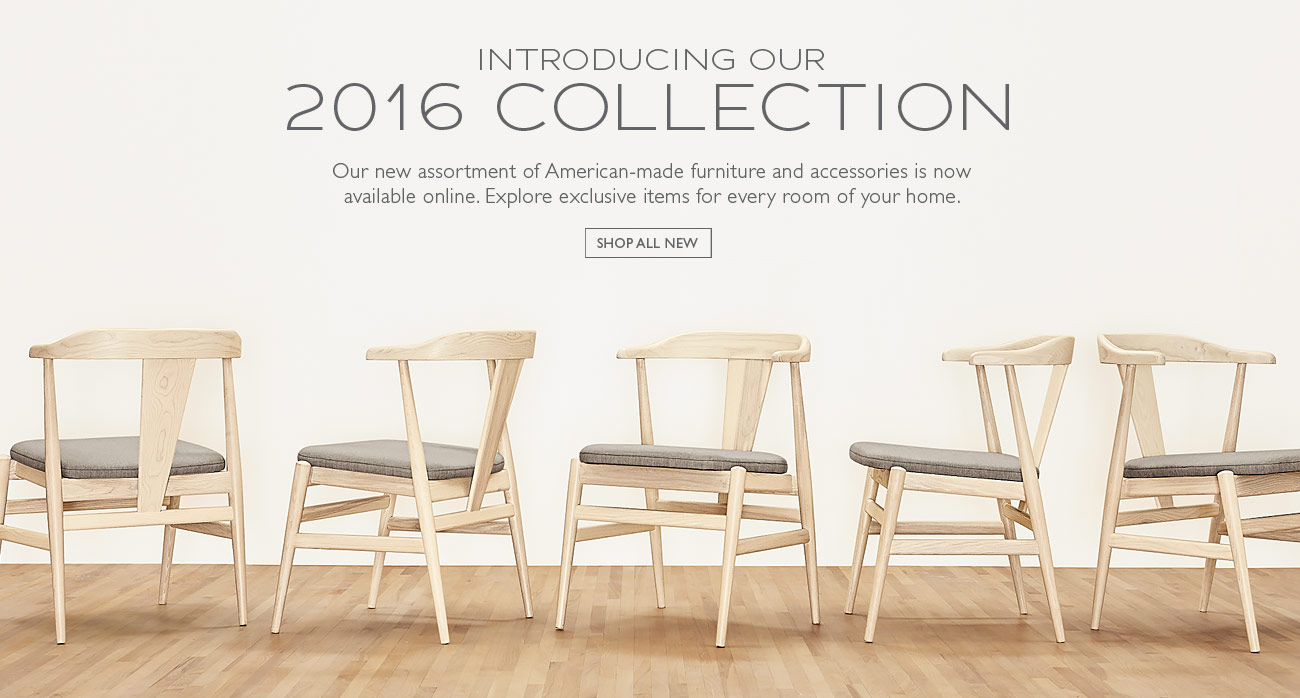 INTRODUCING OUR
2016 COLLECTION
Our new assortment of American-made furniture and accessories is now
available online. Explore exclusive items for every room of your home.
SHOP ALL NEW